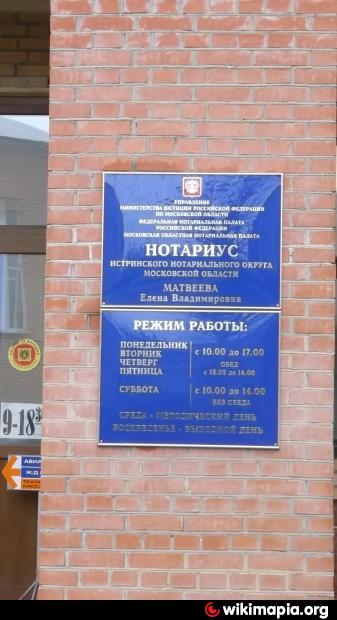 УПРАВЛЕНИЕ
МИНИСТЕРСТВА ЮСТИЦИИ РОССИЙСКОЙ ФЕДЕРАЦИИ
ПО МОСКОВСКОЙ ОБЛАСТИ
ФЕДЕРАЛЬНАЯ НОТАРИАЛЬНАЯ ПАЛАТА
РОССИЙСКОЙ ФЕДЕРАЦИИ
МОСКОВСКАЯ ОБЛАСТНАЯ НОТАРИАЛЬНАЯ ПАЛАТА
НОТАРИУС
ИСТРИНСКОГО НОТАРИАЛЬНОГО ОКРУГА
МОСКОВСКОЙ ОБЛАСТИ
МАТВЕЕВА
Елена Владимировна
РЕЖИМ РАБОТЫ:
ПОНЕДЕЛЬНИК
ВТОРНИК с 10.00 до 17.00
ЧЕТВЕРГ ОБЕД
ПЯТНИЦА с 13.00 до 14.00
СУББОТА с 10.00 до 14.00
БЕЗ ОБЕДА
СРЕДА - МЕТОДИЧЕСКИЙ ДЕНЬ
ВОСКРЕСЕНЬЕ - ВЫХОДНОЙ ДЕНЬ
9-18
АВИА
Ж/Д
ТЕАТР
КАССА
wikimapia.org